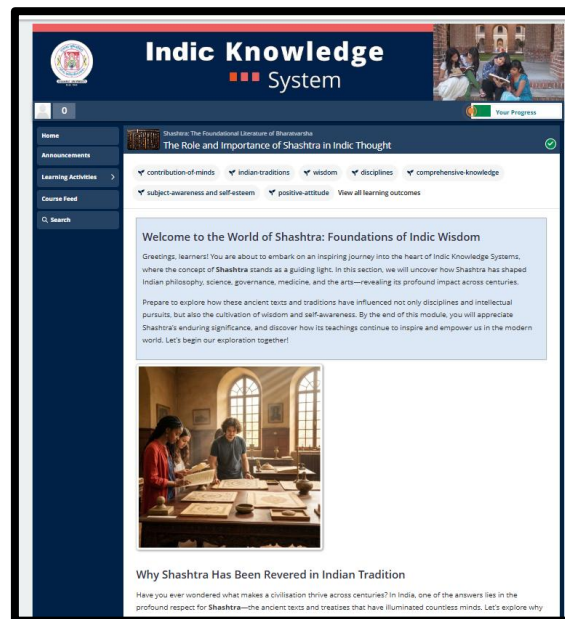 Indic Knowledge
System
0
Your Progress
Home
Announcements
Learning Activities
Course Feed
Search
Shashtra: The Foundational Literature of Bharatvarsha
The Role and Importance of Shashtra in Indic Thought
contribution-of-minds indian-traditions wisdom disciplines comprehensive-knowledge
subject-awareness and self-esteem positive-attitude View all learning outcomes
Welcome to the World of Shashtra: Foundations of Indic Wisdom
Greetings, learners! You are about to embark on an inspiring journey into the heart of Indic Knowledge Systems,
where the concept of Shashtra stands as a guiding light. In this section, we will uncover how Shashtra has shaped
Indian philosophy, science, governance, medicine, and the arts—revealing its profound impact across centuries.
Prepare to explore how these ancient texts and traditions have influenced not only disciplines and intellectual
pursuits, but also the cultivation of wisdom and self-awareness. By the end of this module, you will appreciate
Shashtra's enduring significance, and discover how its teachings continue to inspire and empower us in the modern
world. Let's begin our exploration together!
Why Shashtra Has Been Revered in Indian Tradition
Have you ever wondered what makes a civilisation thrive across centuries? In India, one of the answers lies in the
profound respect for Shashtra—the ancient texts and treatises that have illuminated countless minds. Let's explore why